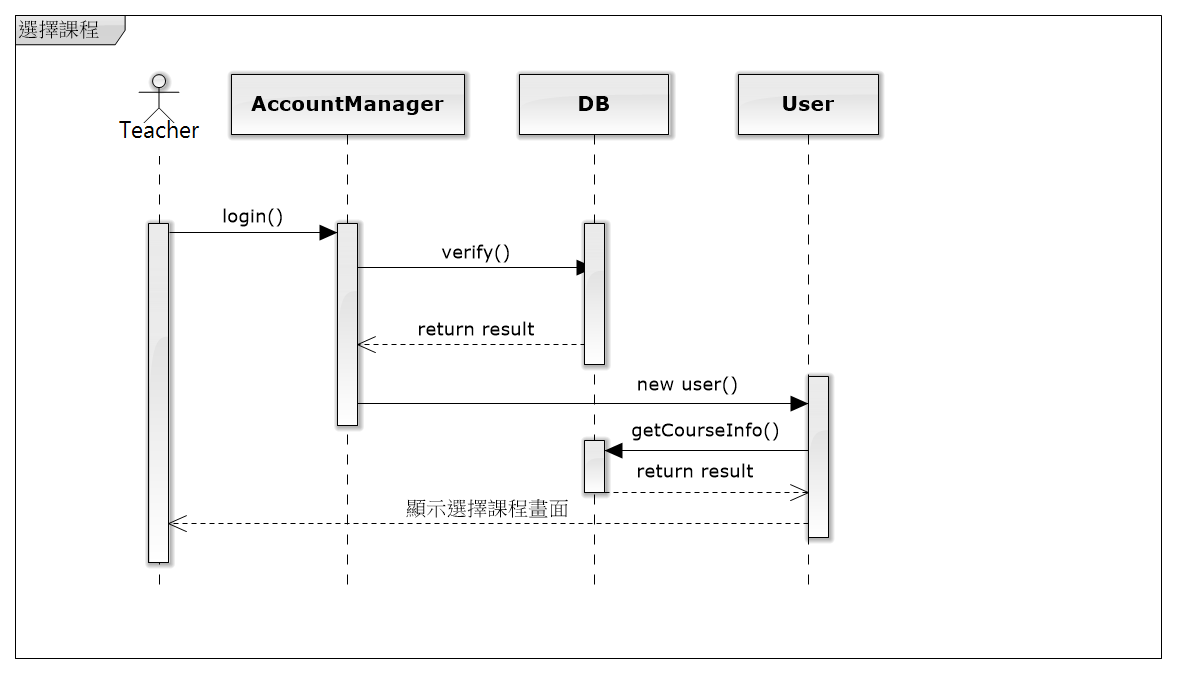 選擇課程
Teacher
AccountManager
DB
User
login()
verify()
return result
new user()
getCourseInfo()
return result
顯示選擇課程畫面